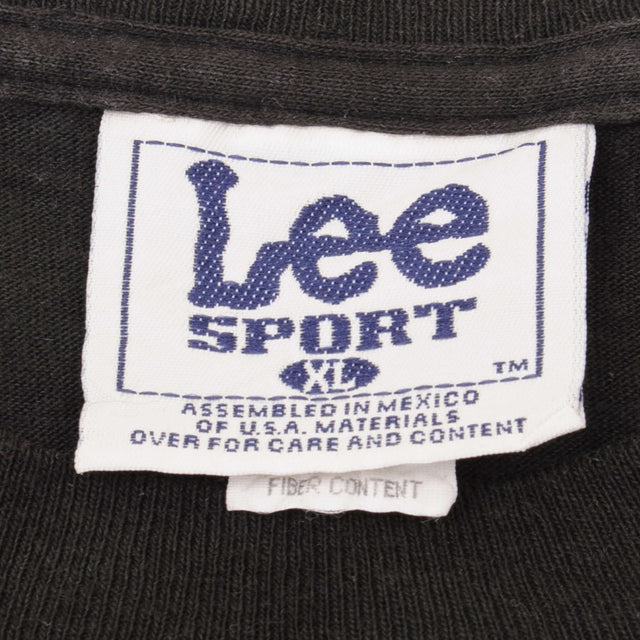 Lee
SPORT
XL
™
ASSEMBLED IN MEXICO
OF U.S.A. MATERIALS
OVER FOR CARE AND CONTENT
FIBER CONTENT